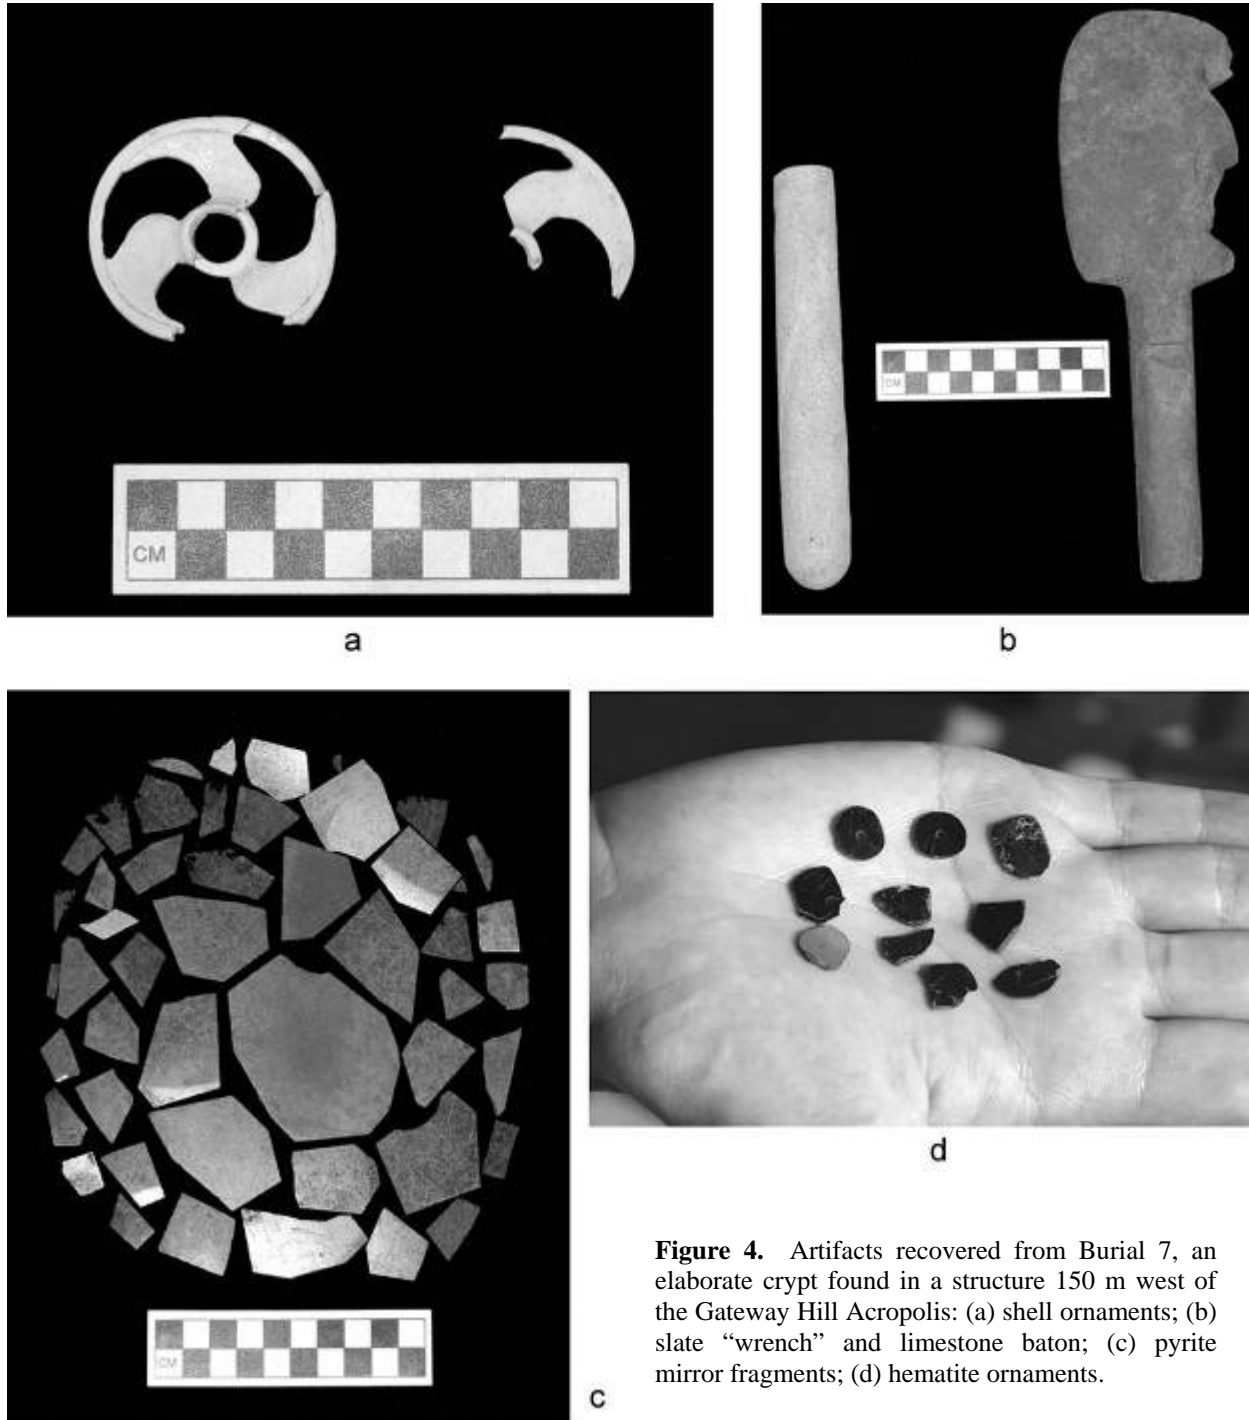 CM
a
CM
b
CM
c
d
Figure 4. Artifacts recovered from Burial 7, an
elaborate crypt found in a structure 150 m west of
the Gateway Hill Acropolis: (a) shell ornaments; (b)
slate “wrench” and limestone baton; (c) pyrite
mirror fragments; (d) hematite ornaments.